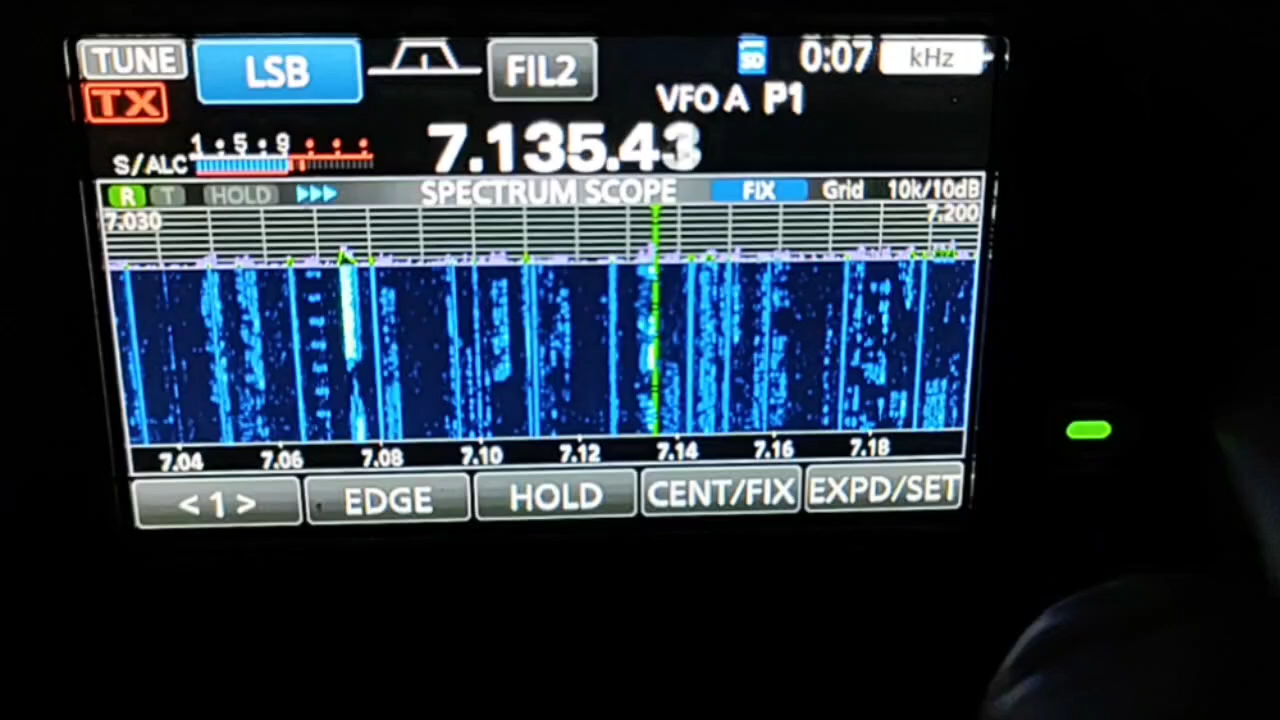 TUNE LSB FIL2 SD 0:07 kHz
TX VFO A P1
S/ALC 1 • 5 • 9 7.135.43
R T HOLD SPECTRUM SCOPE FIX Grid 10k/10dB
7.030 7.200
7.04 7.06 7.08 7.10 7.12 7.14 7.16 7.18
< 1 > EDGE HOLD CENT/FIX EXPD/SET